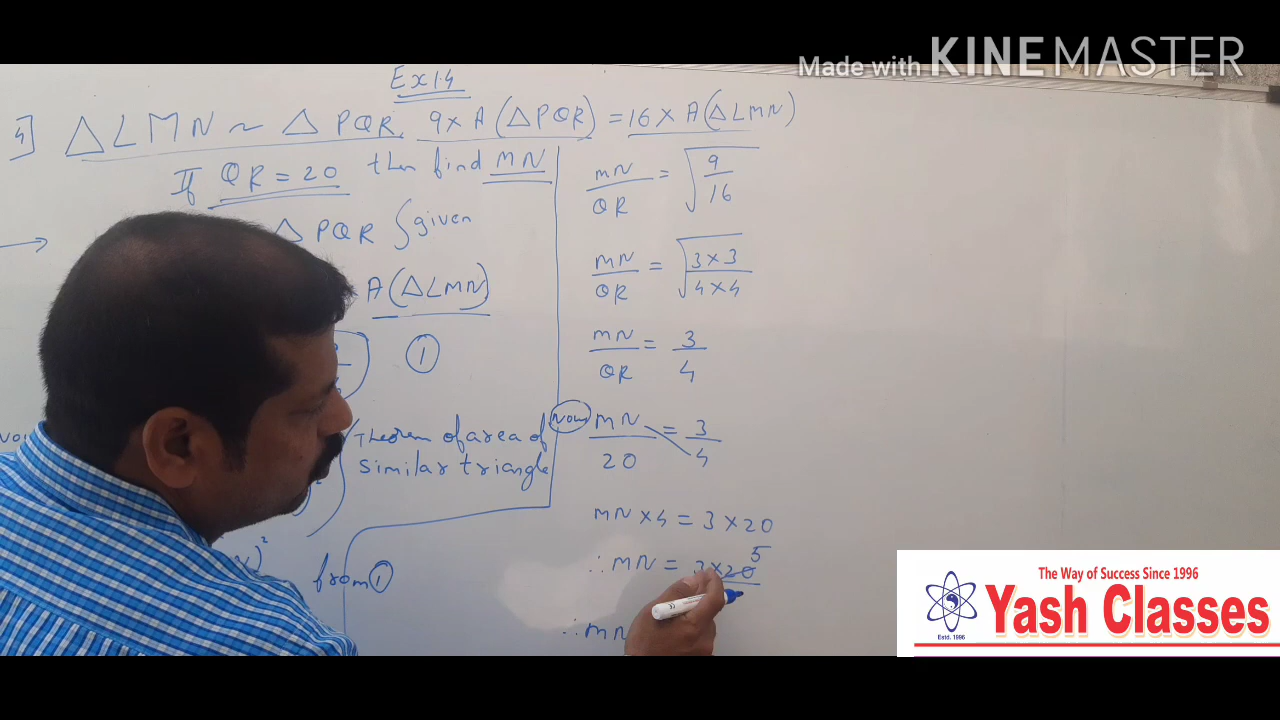 Made with KINEMASTER
Ex 1.4
4] △LMN ~ △PQR, 9×A(△PQR) = 16×A(△LMN)
If QR = 20 then find MN
△PQR } given
A(△LMN)
①
Theorem of area of
similar triangle
)² from ①
MN/QR = √(9/16)
MN/QR = √(3×3/4×4)
MN/QR = 3/4
Now MN/20 = 3/4
MN×4 = 3×20
∴ MN = 3×20 5
∴ MN
The Way of Success Since 1996
Estd. 1996
Yash Classes